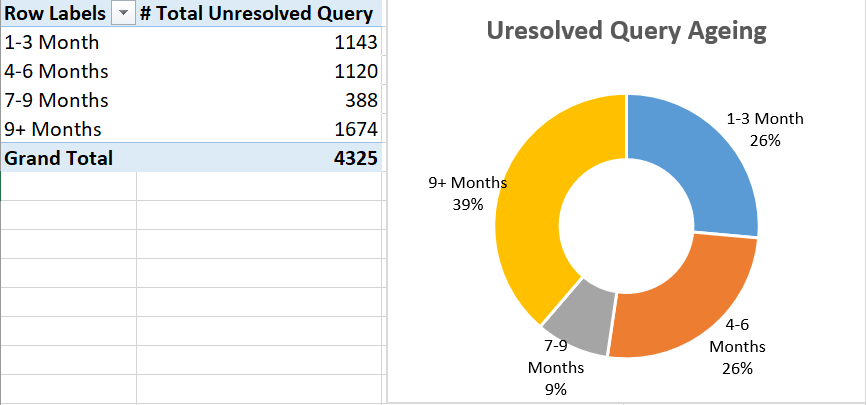 Row Labels # Total Unresolved Query
1-3 Month 1143
4-6 Months 1120
7-9 Months 388
9+ Months 1674
Grand Total 4325
Uresolved Query Ageing
1-3 Month
26%
9+ Months
39%
4-6
Months
26%
7-9
Months
9%